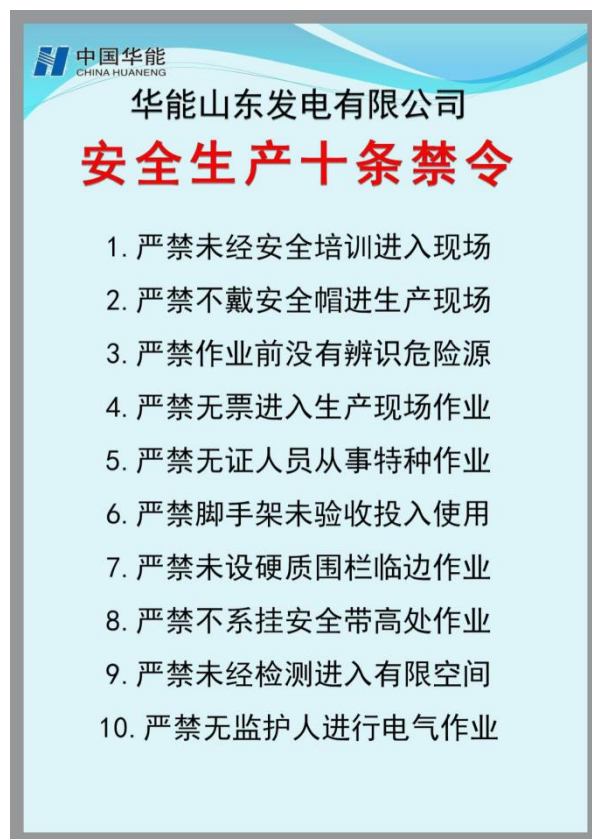 中国华能
CHINA HUANENG
华能山东发电有限公司
安全生产十条禁令
1. 严禁未经安全培训进入现场
2. 严禁不戴安全帽进生产现场
3. 严禁作业前没有辨识危险源
4. 严禁无票进入生产现场作业
5. 严禁无证人员从事特种作业
6. 严禁脚手架未验收投入使用
7. 严禁未设硬质围栏临边作业
8. 严禁不系挂安全带高处作业
9. 严禁未经检测进入有限空间
10. 严禁无监护人进行电气作业